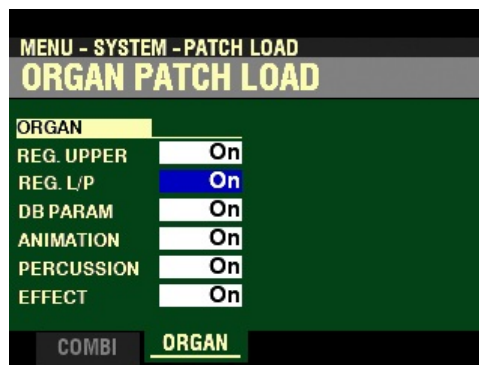 MENU - SYSTEM - PATCH LOAD
ORGAN PATCH LOAD
ORGAN
REG. UPPER On
REG. L/P On
DB PARAM On
ANIMATION On
PERCUSSION On
EFFECT On
COMBI ORGAN